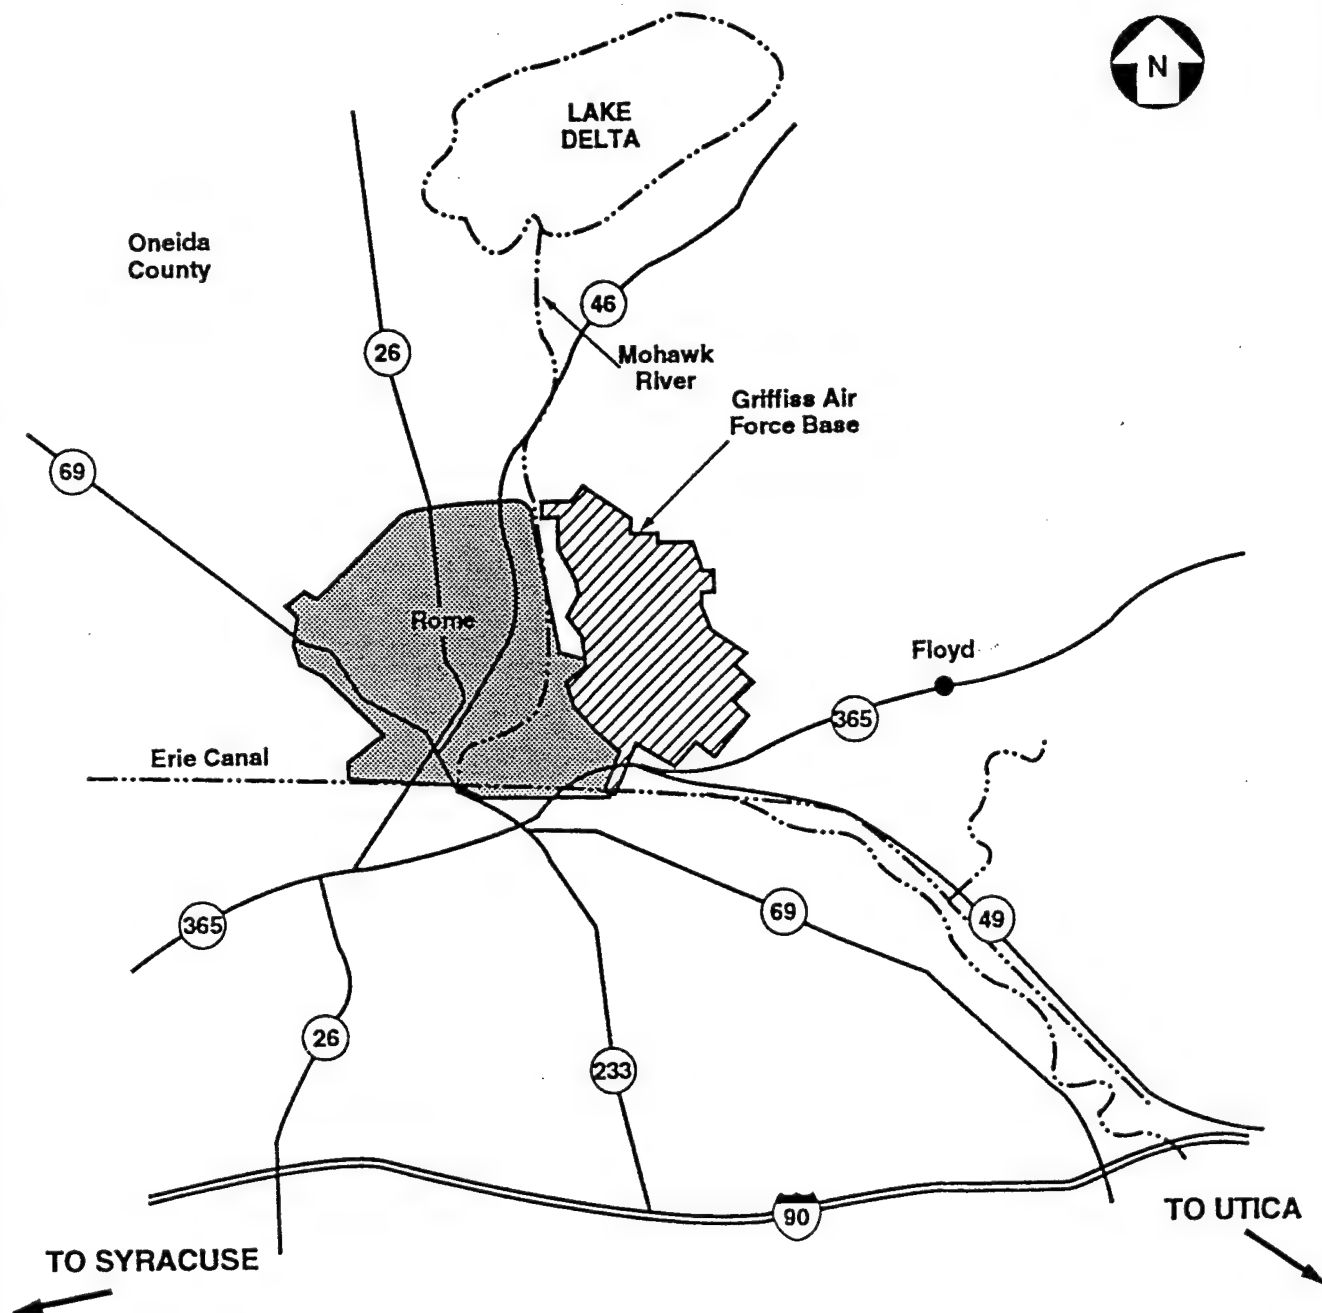 N
LAKE
DELTA
Oneida
County
46
26
Mohawk
River
Griffiss Air
Force Base
69
Rome
Floyd
365
Erie Canal
69
49
365
26
233
90
TO UTICA
TO SYRACUSE